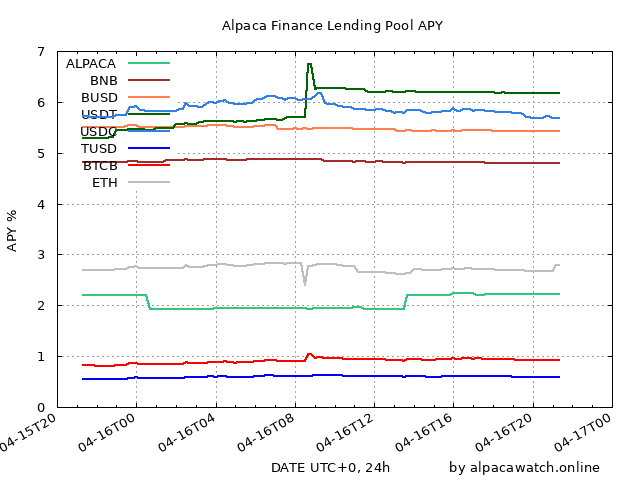 Alpaca Finance Lending Pool APY
7
6
5
4
3
2
1
0
APY %
ALPACA
BNB
BUSD
USDT
USDC
TUSD
BTCB
ETH
04-15T20
04-16T00
04-16T04
04-16T08
04-16T12
04-16T16
04-16T20
04-17T00
DATE UTC+0, 24h
by alpacawatch.online